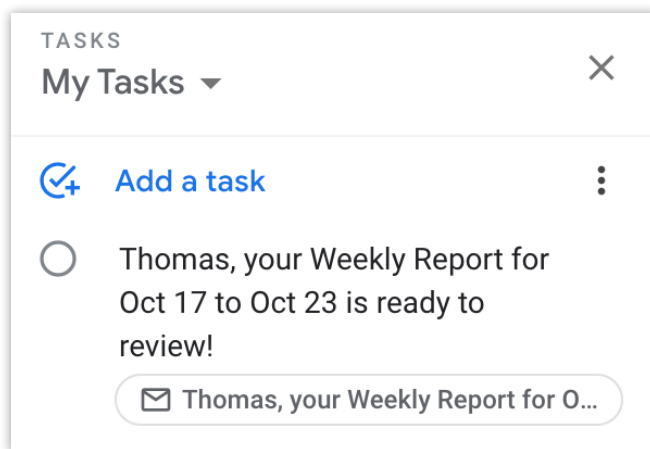 TASKS
My Tasks
Add a task
Thomas, your Weekly Report for
Oct 17 to Oct 23 is ready to
review!
Thomas, your Weekly Report for O...